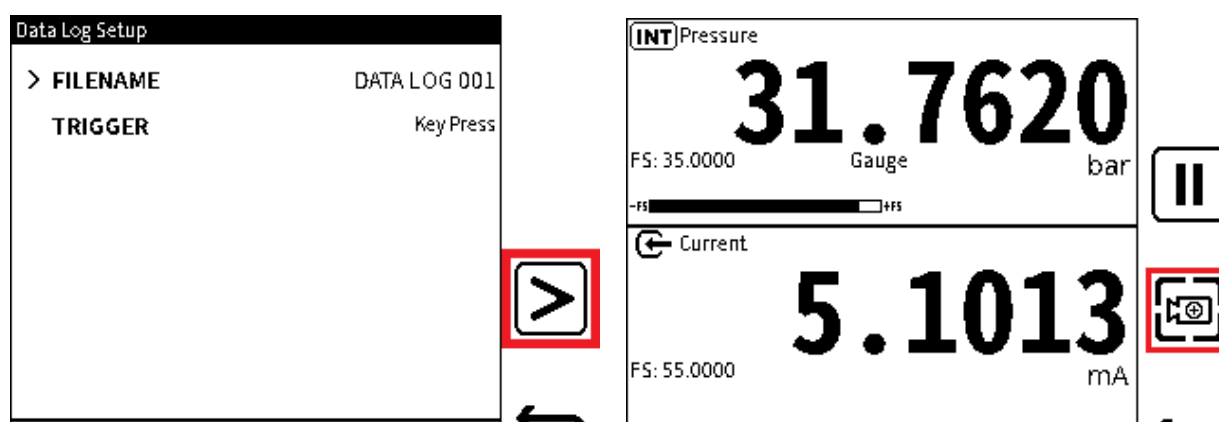 Data Log Setup
> FILENAME DATA LOG 001
TRIGGER Key Press
INT Pressure
31.7620
FS: 35.0000 Gauge bar
-FS +FS
Current
5.1013
FS: 55.0000 mA